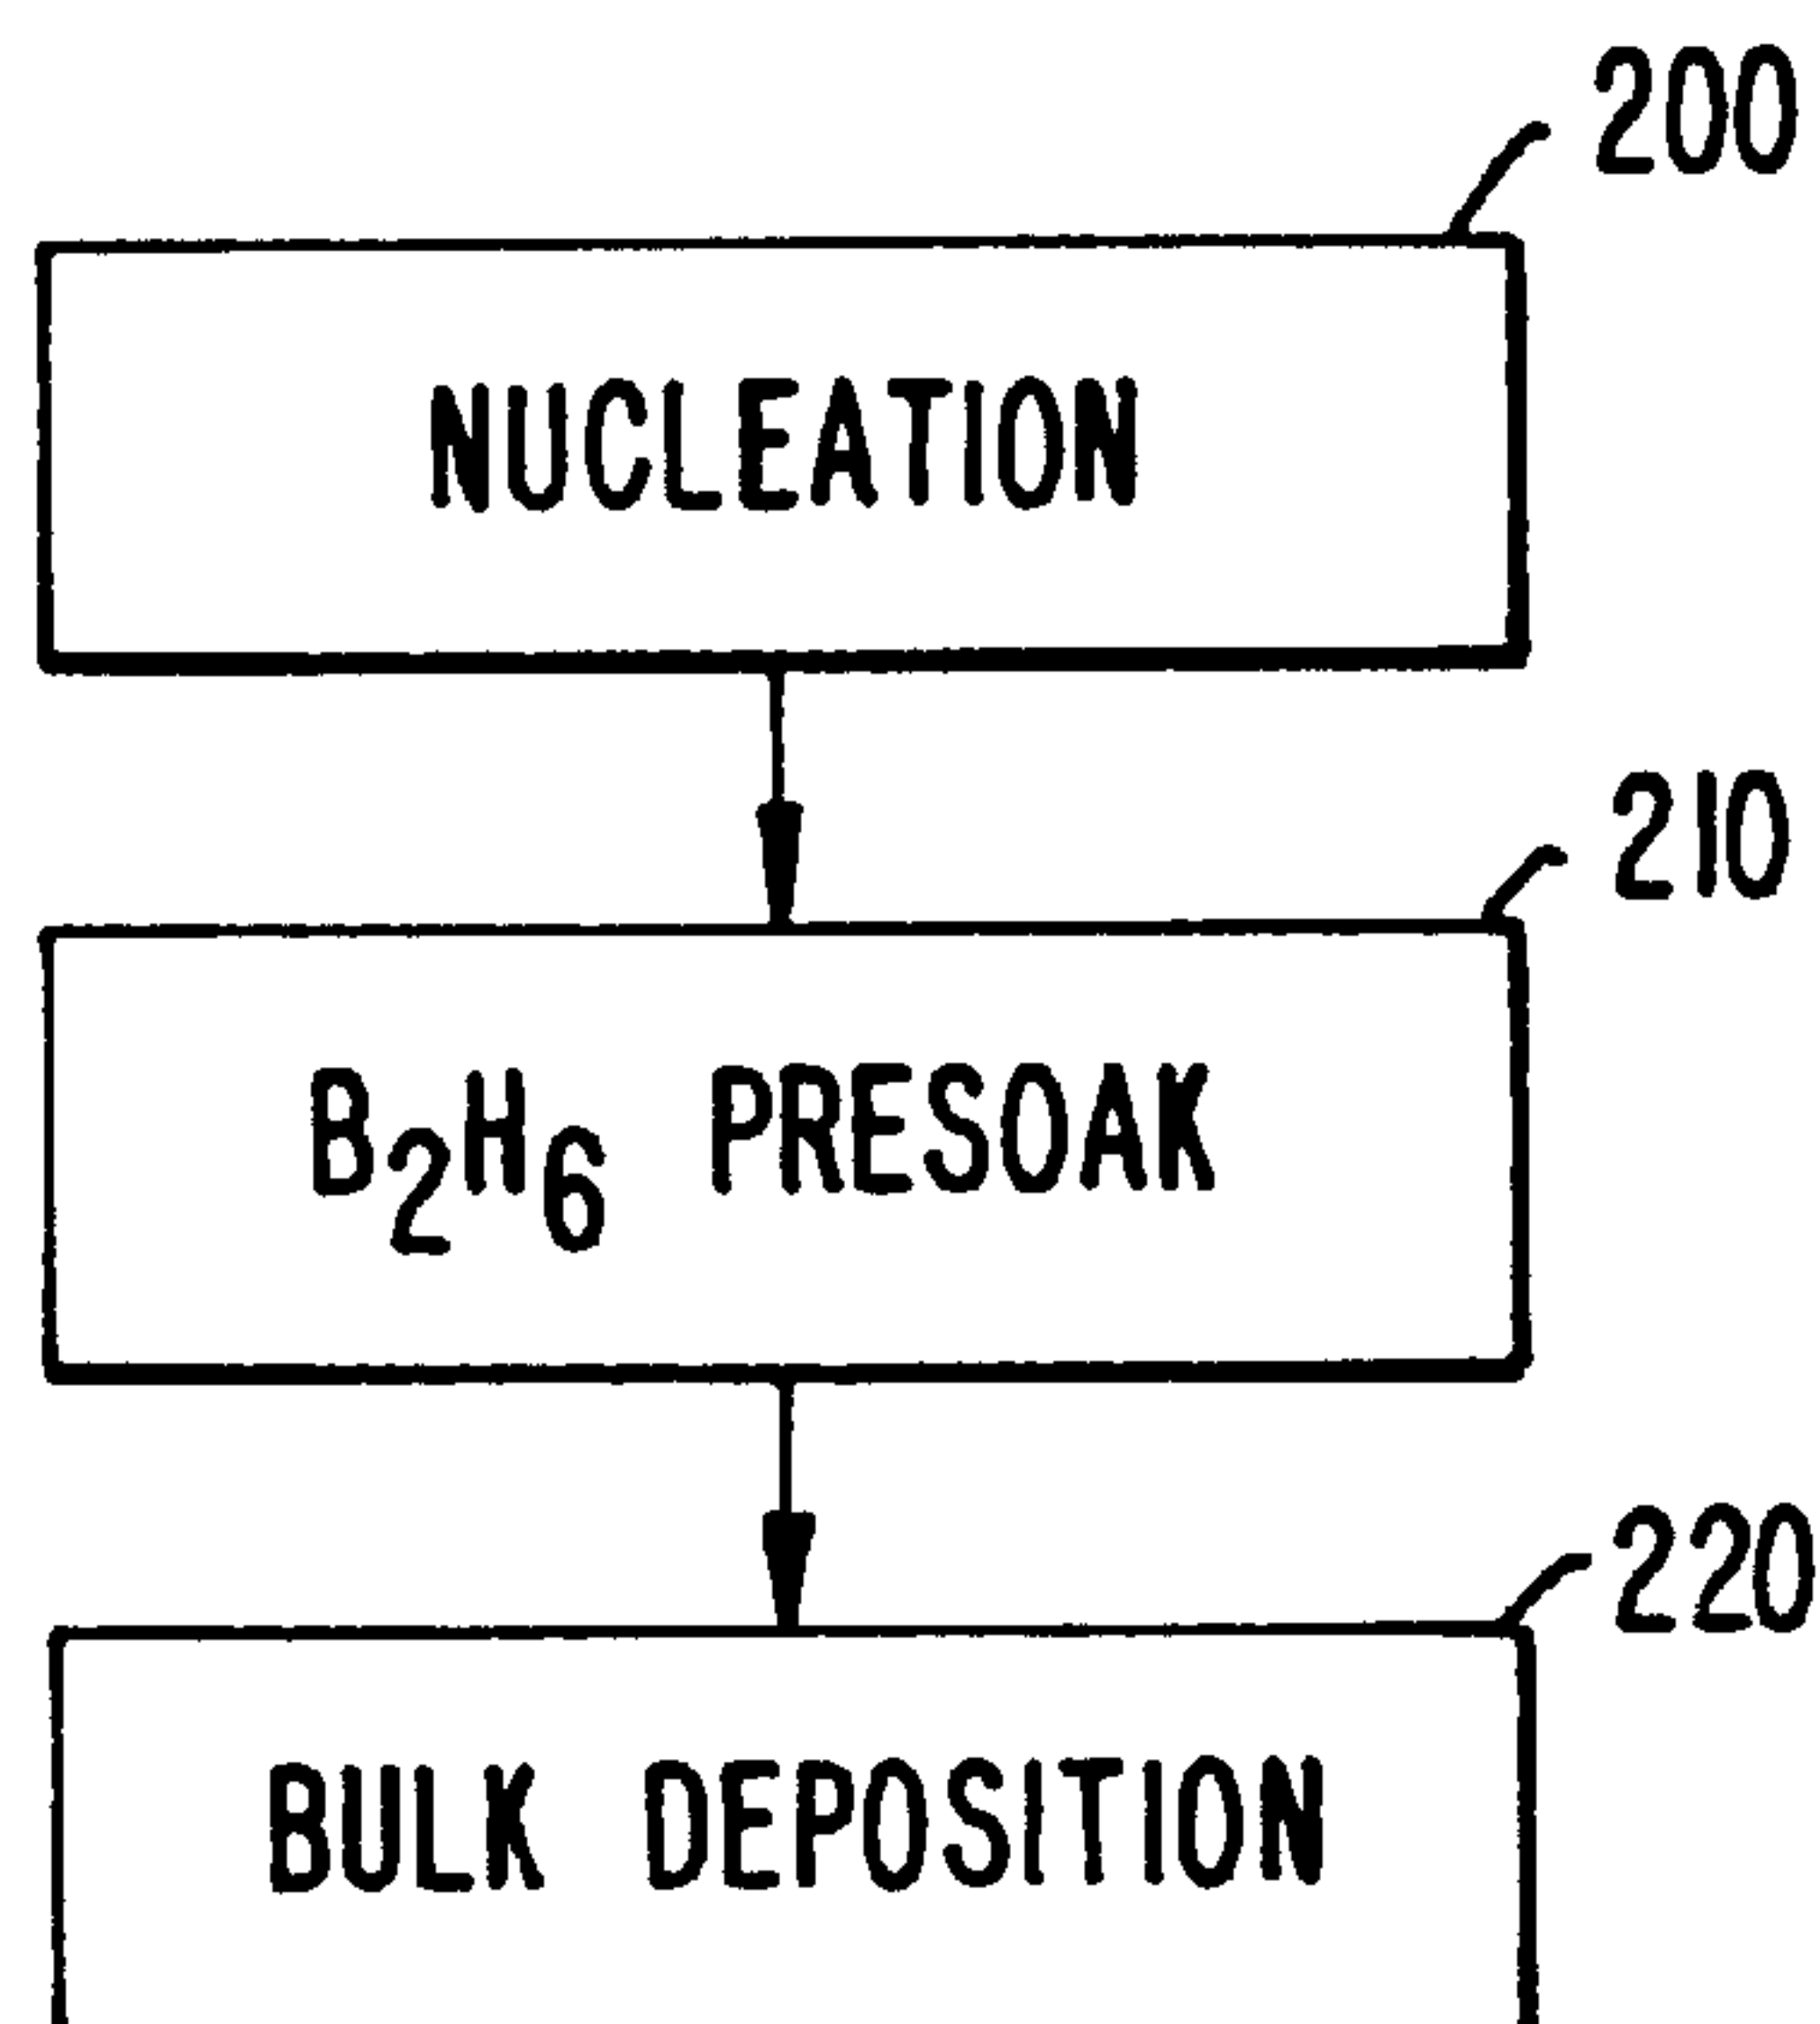 200
NUCLEATION
210
B₂H₆ PRESOAK
220
BULK DEPOSITION